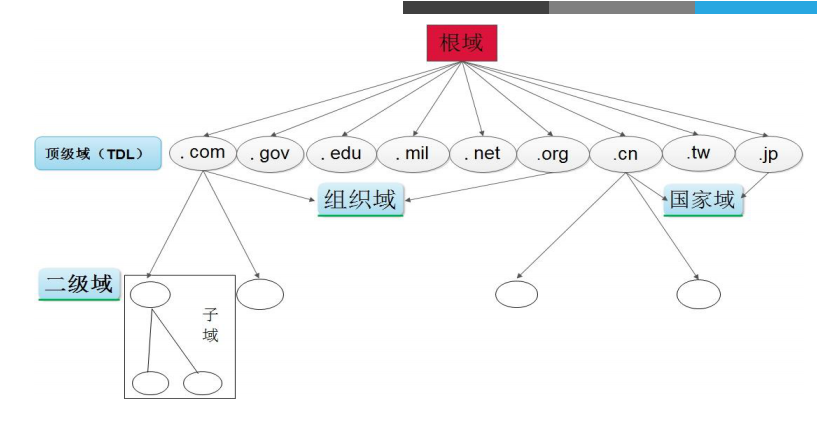 根域
顶级域（TDL）
. com
. gov
. edu
. mil
. net
.org
.cn
.tw
.jp
组织域
国家域
二级域
子
域